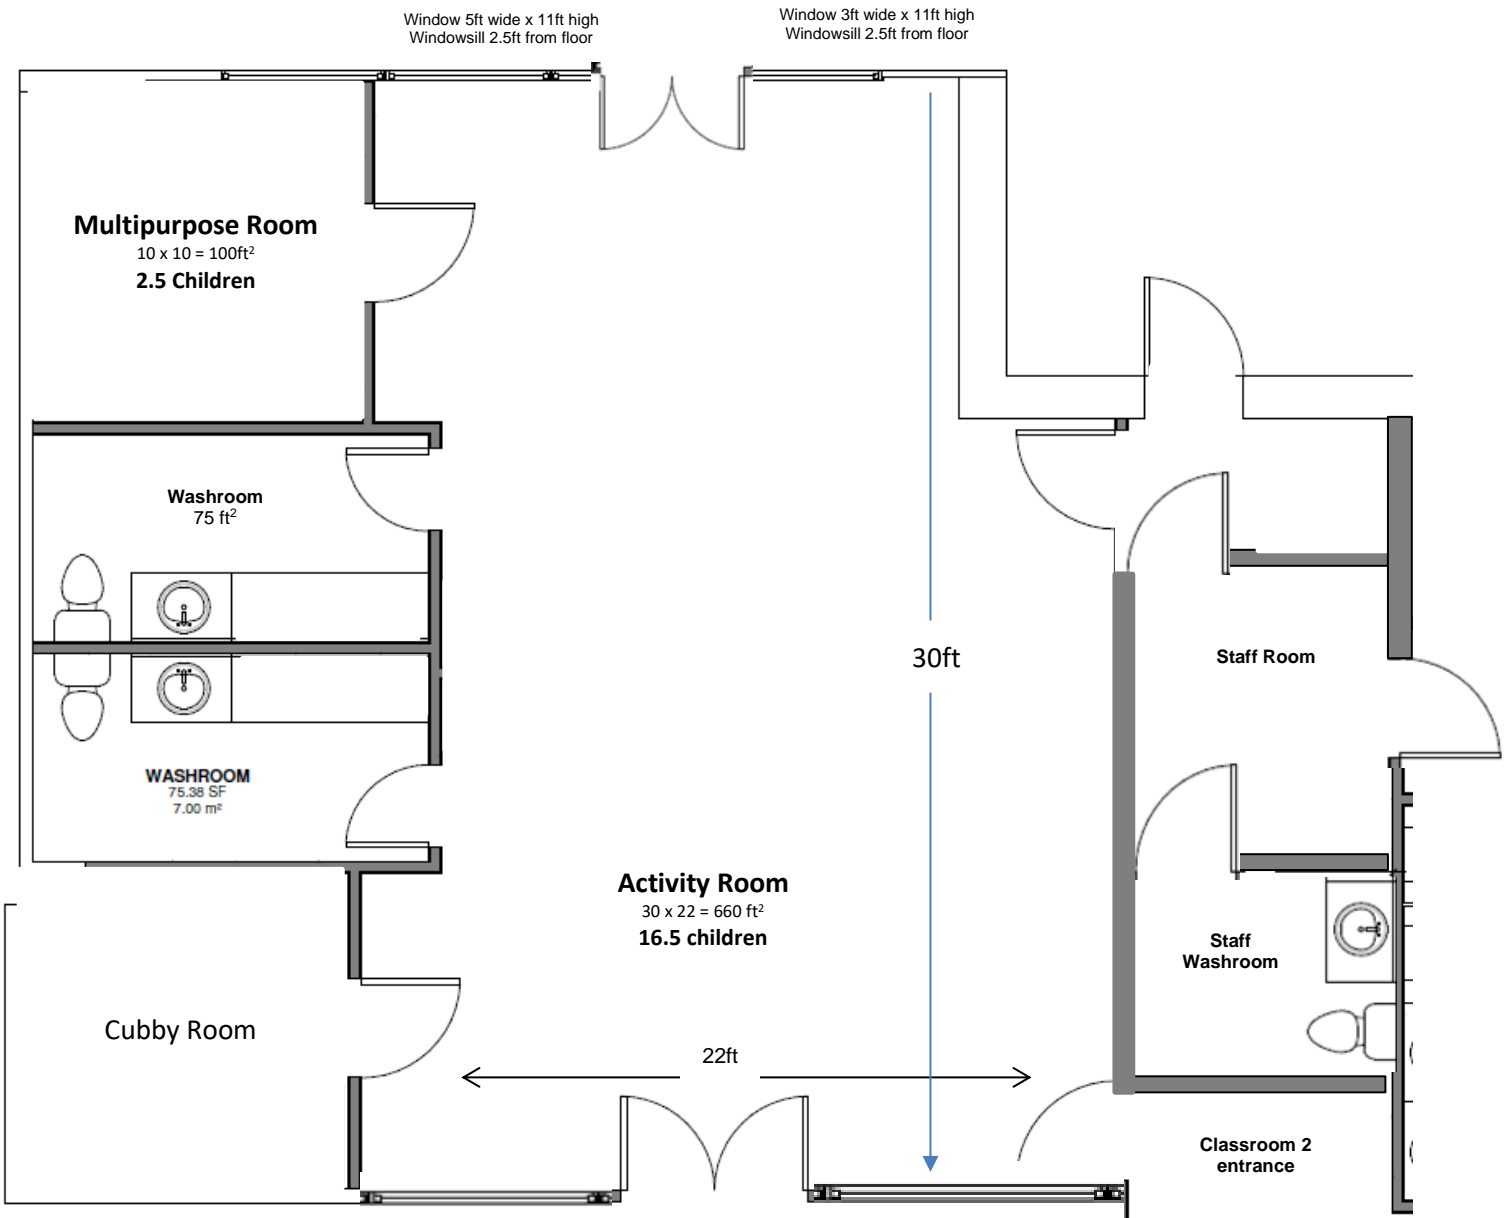 Window 5ft wide x 11ft high
Windowsill 2.5ft from floor
Window 3ft wide x 11ft high
Windowsill 2.5ft from floor
Multipurpose Room
10 x 10 = 100ft²
2.5 Children
Washroom
75 ft²
30ft
Staff Room
WASHROOM
75.38 SF
7.00 m²
Activity Room
30 x 22 = 660 ft²
16.5 children
Staff
Washroom
Cubby Room
22ft
Classroom 2
entrance